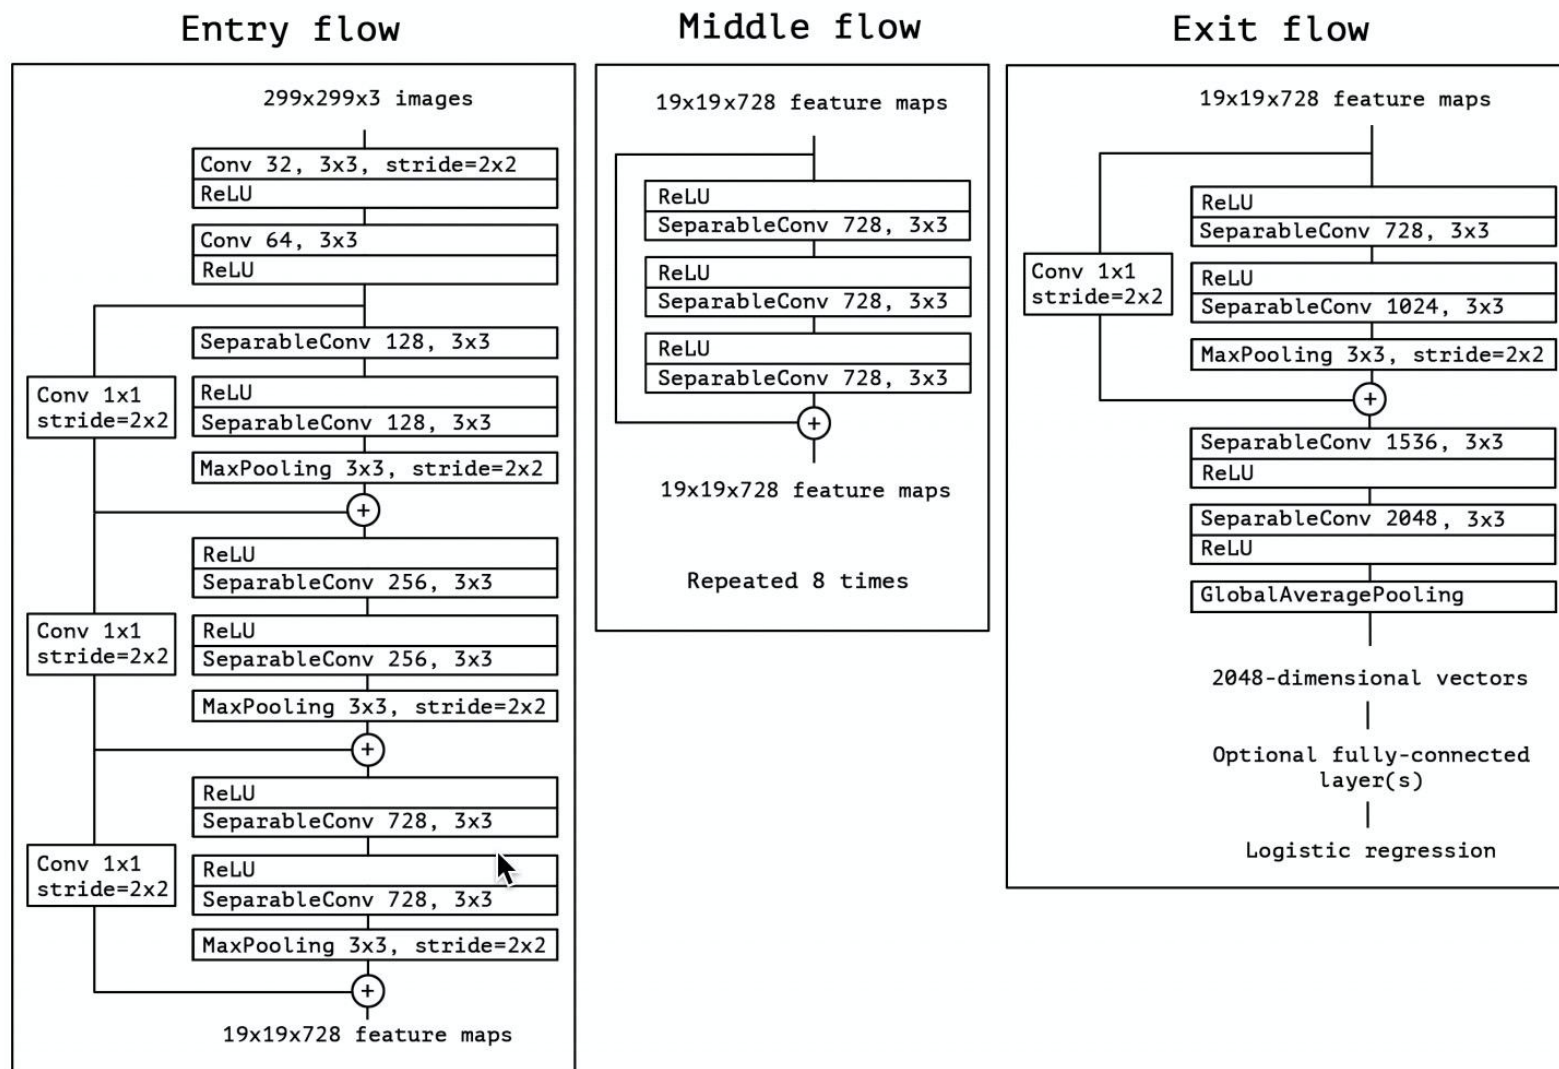 Entry flow
299x299x3 images
Conv 32, 3x3, stride=2x2
ReLU
Conv 64, 3x3
ReLU
SeparableConv 128, 3x3
Conv 1x1
stride=2x2
ReLU
SeparableConv 128, 3x3
MaxPooling 3x3, stride=2x2
+
ReLU
SeparableConv 256, 3x3
Conv 1x1
stride=2x2
ReLU
SeparableConv 256, 3x3
MaxPooling 3x3, stride=2x2
+
ReLU
SeparableConv 728, 3x3
Conv 1x1
stride=2x2
ReLU
SeparableConv 728, 3x3
MaxPooling 3x3, stride=2x2
+
19x19x728 feature maps
Middle flow
19x19x728 feature maps
ReLU
SeparableConv 728, 3x3
ReLU
SeparableConv 728, 3x3
ReLU
SeparableConv 728, 3x3
+
19x19x728 feature maps
Repeated 8 times
Exit flow
19x19x728 feature maps
ReLU
SeparableConv 728, 3x3
Conv 1x1
stride=2x2
ReLU
SeparableConv 1024, 3x3
MaxPooling 3x3, stride=2x2
+
SeparableConv 1536, 3x3
ReLU
SeparableConv 2048, 3x3
ReLU
GlobalAveragePooling
2048-dimensional vectors
Optional fully-connected
layer(s)
Logistic regression